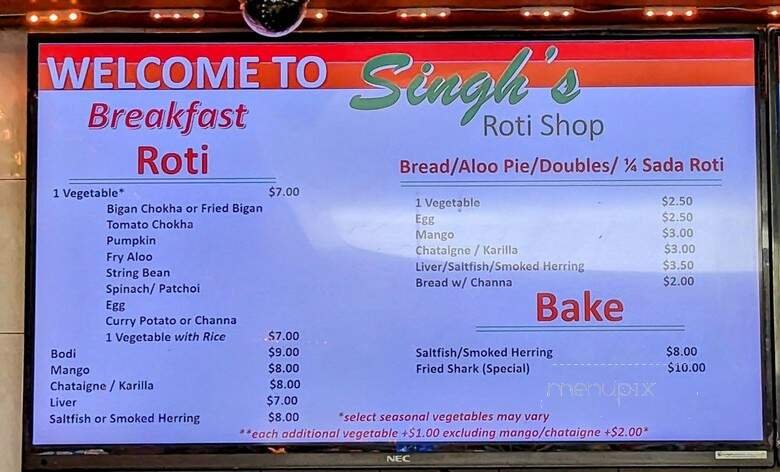 WELCOME TO Singh's
Roti Shop
Breakfast
Roti
1 Vegetable* $7.00
Bigan Chokha or Fried Bigan
Tomato Chokha
Pumpkin
Fry Aloo
String Bean
Spinach/ Patchoi
Egg
Curry Potato or Channa
1 Vegetable with Rice $7.00
Bodi $9.00
Mango $8.00
Chataigne / Karilla $8.00
Liver $7.00
Saltfish or Smoked Herring $8.00
Bread/Aloo Pie/Doubles/ ¼ Sada Roti
1 Vegetable $2.50
Egg $2.50
Mango $3.00
Chataigne / Karilla $3.00
Liver/Saltfish/Smoked Herring $3.50
Bread w/ Channa $2.00
Bake
Saltfish/Smoked Herring $8.00
Fried Shark (Special) $10.00
menupix
*select seasonal vegetables may vary
**each additional vegetable +$1.00 excluding mango/chataigne +$2.00*
NEC